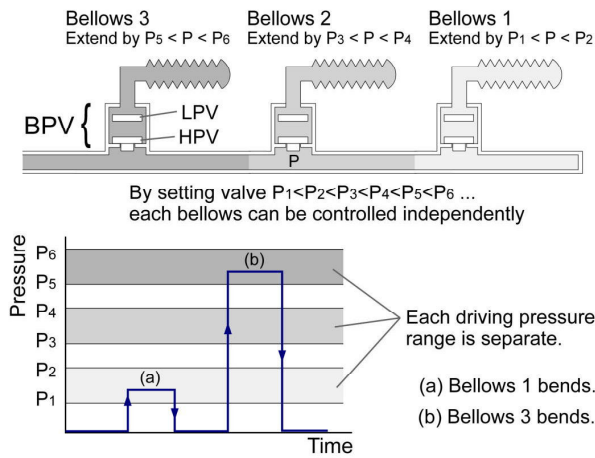 Bellows 3
Extend by P5 < P < P6
Bellows 2
Extend by P3 < P < P4
Bellows 1
Extend by P1 < P < P2
BPV {
LPV
HPV
P
By setting valve P1<P2<P3<P4<P5<P6 ...
each bellows can be controlled independently
Pressure
P6
P5
P4
P3
P2
P1
(a)
(b)
Time
Each driving pressure
range is separate.
(a) Bellows 1 bends.
(b) Bellows 3 bends.